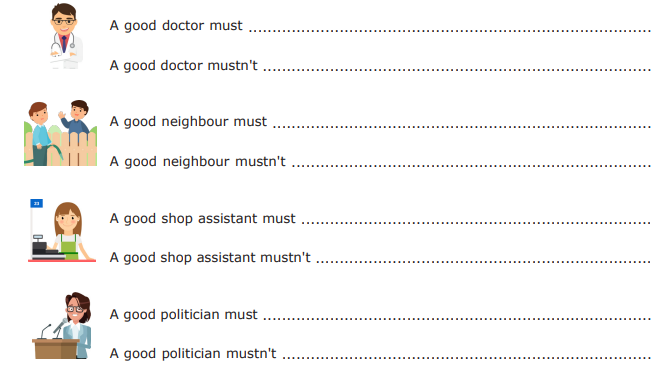 A good doctor must ....................................................................................
A good doctor mustn't .................................................................................
A good neighbour must ...............................................................................
A good neighbour mustn't ...........................................................................
33
A good shop assistant must .........................................................................
A good shop assistant mustn't ......................................................................
A good politician must .................................................................................
A good politician mustn't .............................................................................